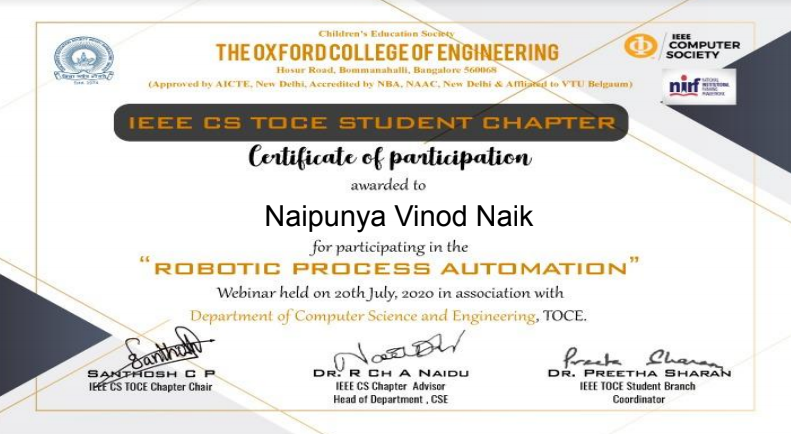 Children's Education Society
THE OXFORD COLLEGE OF ENGINEERING
Hosur Road, Bommanahalli, Bangalore 560068
(Approved by AICTE, New Delhi, Accredited by NBA, NAAC, New Delhi & Affiliated to VTU Belgaum)
IEEE
COMPUTER
SOCIETY
nirf
NATIONAL
INSTITUTIONAL
RANKING
FRAMEWORK
IEEE CS TOCE STUDENT CHAPTER
Certificate of participation
awarded to
Naipunya Vinod Naik
for participating in the
“ROBOTIC PROCESS AUTOMATION”
Webinar held on 20th July, 2020 in association with
Department of Computer Science and Engineering, TOCE.
Santhosh
SANTHOSH C P
IEEE CS TOCE Chapter Chair
DR. R CH A NAIDU
IEEE CS Chapter Advisor
Head of Department , CSE
Preetha Sharan
DR. PREETHA SHARAN
IEEE TOCE Student Branch
Coordinator